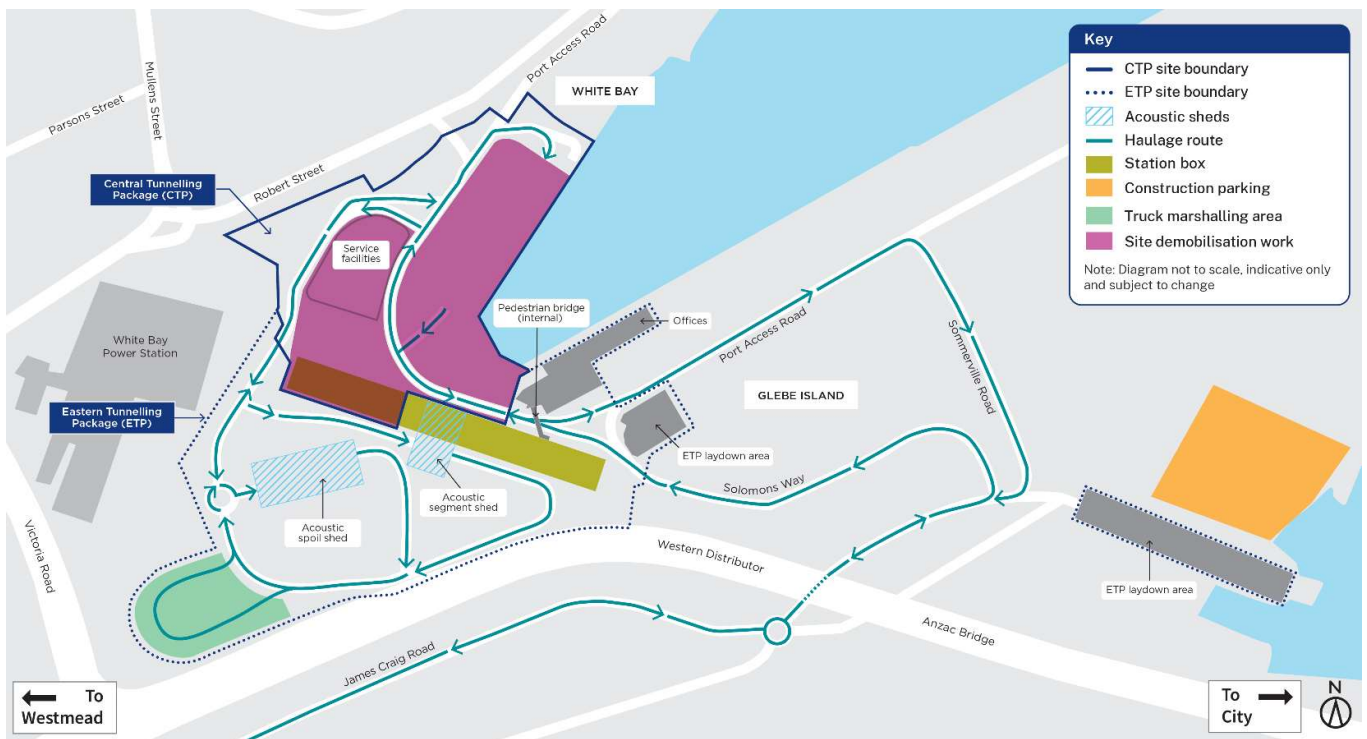 Port Access Road
WHITE BAY
Parsons Street
Mullens Street
Robert Street
Central Tunnelling
Package (CTP)
Service
facilities
Pedestrian bridge
(internal)
Offices
Port Access Road
Sommerville Road
White Bay
Power Station
Eastern Tunnelling
Package (ETP)
GLEBE ISLAND
ETP laydown area
Solomons Way
Acoustic
segment shed
Acoustic
spoil shed
Victoria Road
Western Distributor
ETP laydown area
Anzac Bridge
James Craig Road
To
Westmead
To
City
N
Key
CTP site boundary
ETP site boundary
Acoustic sheds
Haulage route
Station box
Construction parking
Truck marshalling area
Site demobilisation work
Note: Diagram not to scale, indicative only
and subject to change